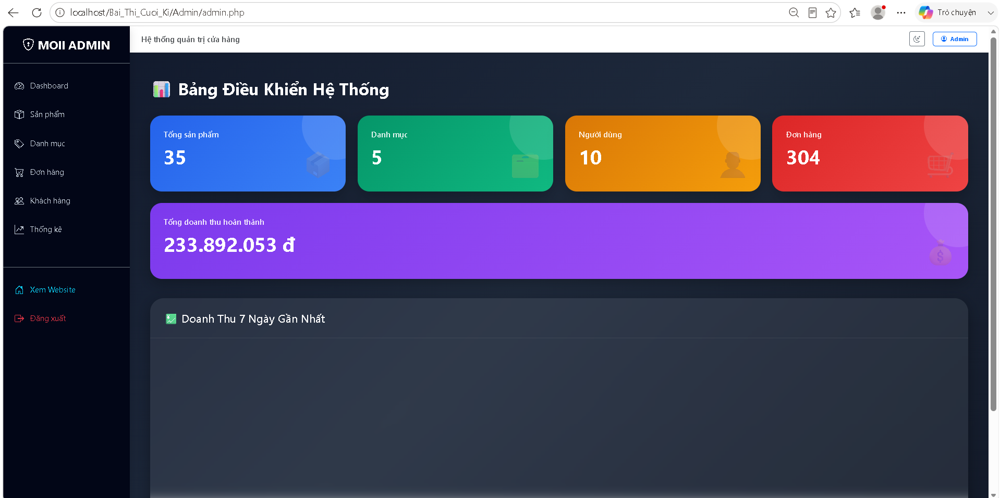 localhost/Bai_Thi_Cuoi_Ki/Admin/admin.php
Trò chuyện
MOII ADMIN
Hệ thống quản trị cửa hàng
Admin
Dashboard
Sản phẩm
Danh mục
Đơn hàng
Khách hàng
Thống kê
Xem Website
Đăng xuất
Bảng Điều Khiển Hệ Thống
Tổng sản phẩm
35
Danh mục
5
Người dùng
10
Đơn hàng
304
Tổng doanh thu hoàn thành
233.892.053 đ
Doanh Thu 7 Ngày Gần Nhất